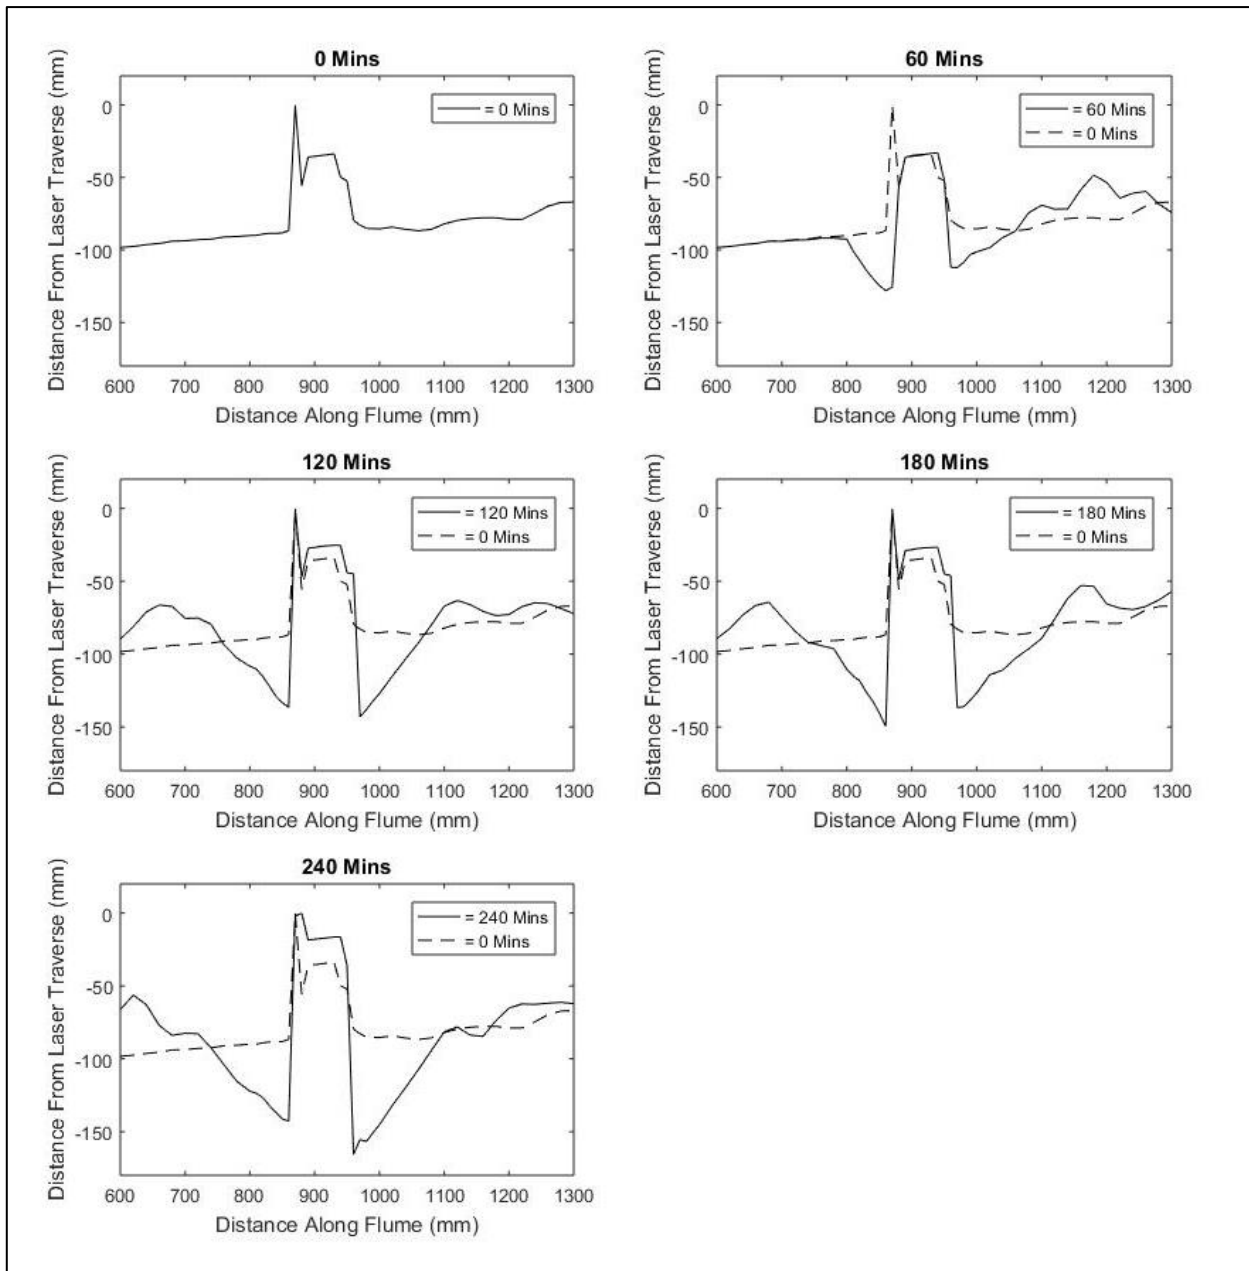 0 Mins
Distance From Laser Traverse (mm)
0
-50
-100
-150
= 0 Mins
600 700 800 900 1000 1100 1200 1300
Distance Along Flume (mm)
60 Mins
Distance From Laser Traverse (mm)
0
-50
-100
-150
= 60 Mins
= 0 Mins
600 700 800 900 1000 1100 1200 1300
Distance Along Flume (mm)
120 Mins
Distance From Laser Traverse (mm)
0
-50
-100
-150
= 120 Mins
= 0 Mins
600 700 800 900 1000 1100 1200 1300
Distance Along Flume (mm)
180 Mins
Distance From Laser Traverse (mm)
0
-50
-100
-150
= 180 Mins
= 0 Mins
600 700 800 900 1000 1100 1200 1300
Distance Along Flume (mm)
240 Mins
Distance From Laser Traverse (mm)
0
-50
-100
-150
= 240 Mins
= 0 Mins
600 700 800 900 1000 1100 1200 1300
Distance Along Flume (mm)